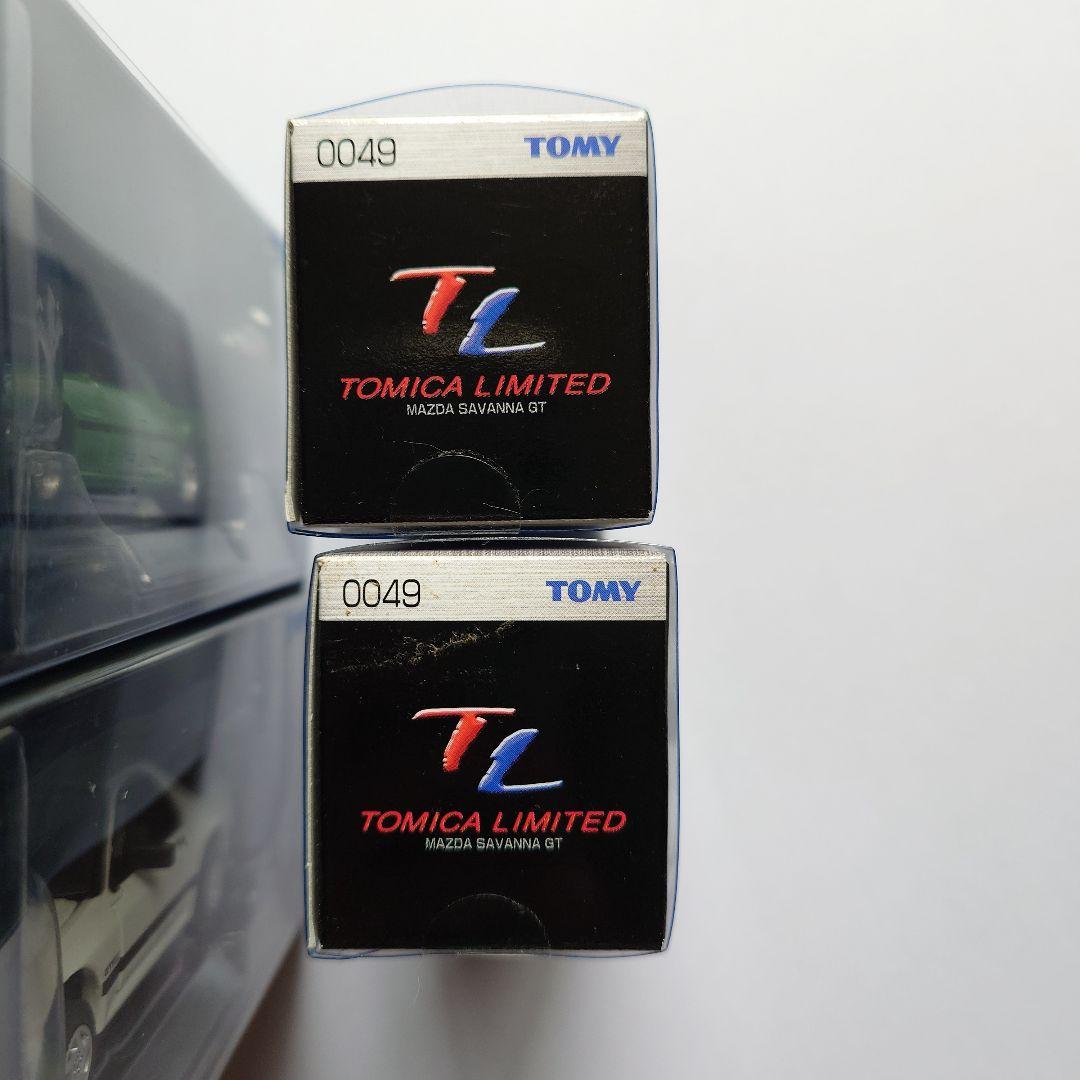 0049 TOMY
TL
TOMICA LIMITED
MAZDA SAVANNA GT
0049 TOMY
TL
TOMICA LIMITED
MAZDA SAVANNA GT